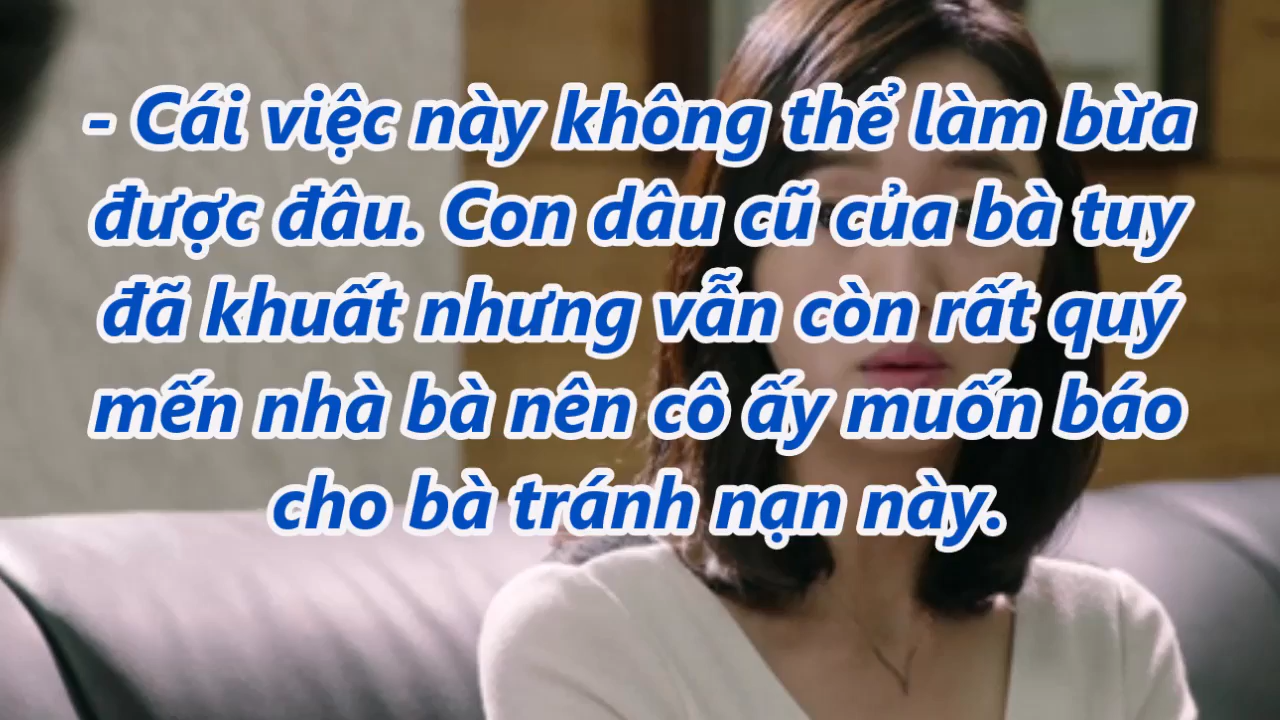 - Cái việc này không thể làm bừa
được đâu. Con dâu cũ của bà tuy
đã khuất nhưng vẫn còn rất quý
mến nhà bà nên cô ấy muốn báo
cho bà tránh nạn này.